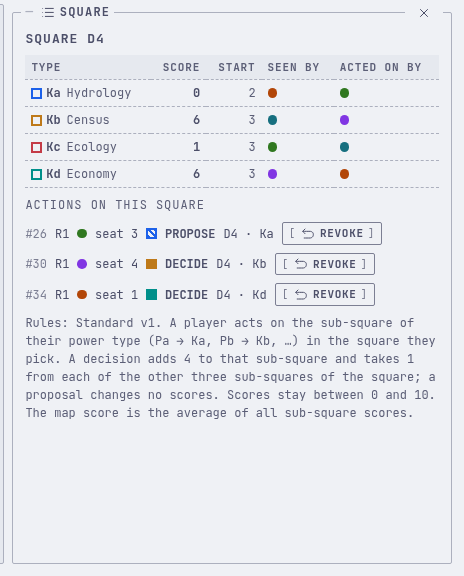 SQUARE
SQUARE D4
TYPE SCORE START SEEN BY ACTED ON BY
Ka Hydrology 0 2
Kb Census 6 3
Kc Ecology 1 3
Kd Economy 6 3
ACTIONS ON THIS SQUARE
#26 R1 seat 3 PROPOSE D4 · Ka [ REVOKE ]
#30 R1 seat 4 DECIDE D4 · Kb [ REVOKE ]
#34 R1 seat 1 DECIDE D4 · Kd [ REVOKE ]
Rules: Standard v1. A player acts on the sub-square of
their power type (Pa → Ka, Pb → Kb, …) in the square they
pick. A decision adds 4 to that sub-square and takes 1
from each of the other three sub-squares of the square; a
proposal changes no scores. Scores stay between 0 and 10.
The map score is the average of all sub-square scores.